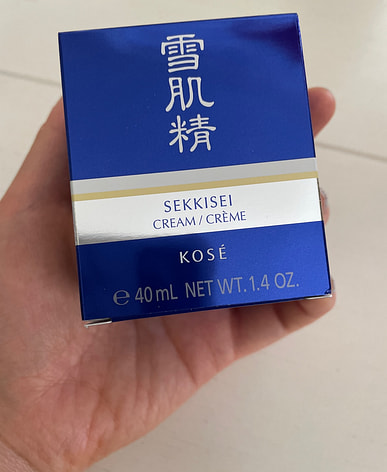 雪肌精
SEKKISEI
CREAM / CRÈME
KOSÉ
℮ 40 mL NET WT. 1.4 OZ.